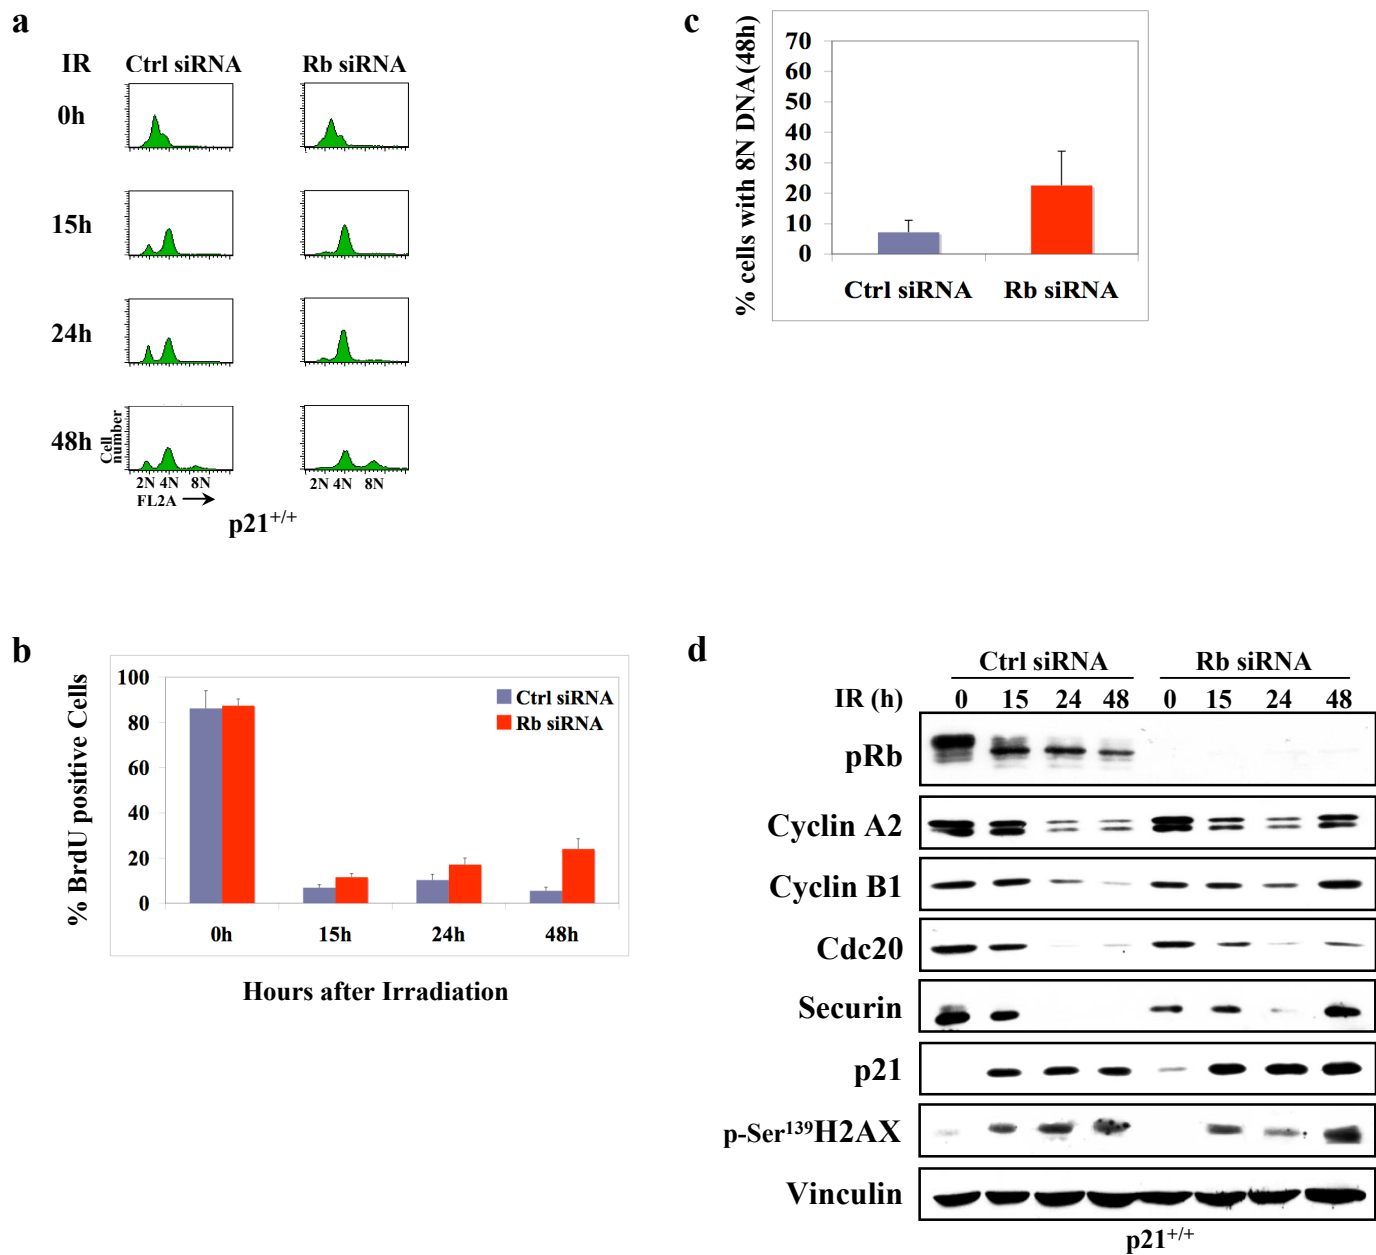 a
IR Ctrl siRNA Rb siRNA
0h
15h
24h
48h
Cell number
2N 4N 8N 2N 4N 8N
FL2A
p21+/+
b
% BrdU positive Cells
100
80
60
40
20
0
Ctrl siRNA
Rb siRNA
0h 15h 24h 48h
Hours after Irradiation
c
% cells with 8N DNA(48h)
70
60
50
40
30
20
10
0
Ctrl siRNA Rb siRNA
d
Ctrl siRNA Rb siRNA
IR (h) 0 15 24 48 0 15 24 48
pRb
Cyclin A2
Cyclin B1
Cdc20
Securin
p21
p-Ser139H2AX
Vinculin
p21+/+